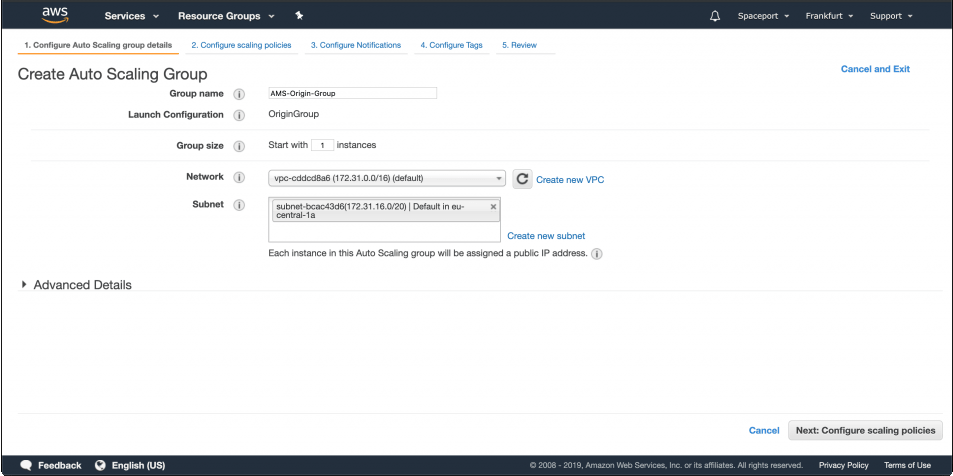 aws Services Resource Groups Spaceport Frankfurt Support
1. Configure Auto Scaling group details 2. Configure scaling policies 3. Configure Notifications 4. Configure Tags 5. Review
Create Auto Scaling Group
Cancel and Exit
Group name i AMS-Origin-Group
Launch Configuration i OriginGroup
Group size i Start with 1 instances
Network i vpc-cddcd8a6 (172.31.0.0/16) (default) Create new VPC
Subnet i subnet-bcac43d6(172.31.16.0/20) | Default in eu-
central-1a
Create new subnet
Each instance in this Auto Scaling group will be assigned a public IP address. i
Advanced Details
Cancel Next: Configure scaling policies
Feedback English (US) © 2008 - 2019, Amazon Web Services, Inc. or its affiliates. All rights reserved. Privacy Policy Terms of Use